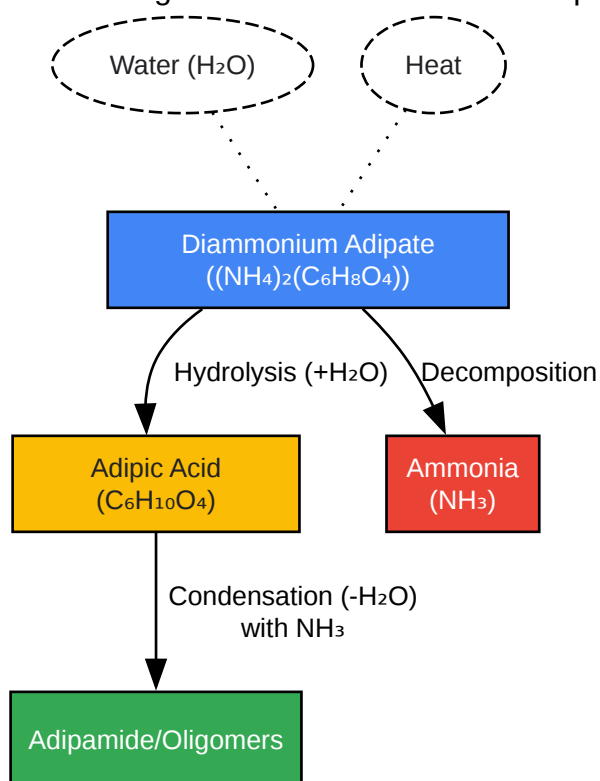 Water (H₂O)
Heat
Diammonium Adipate
((NH₄)₂(C₆H₈O₄))
Hydrolysis (+H₂O)
Decomposition
Adipic Acid
(C₆H₁₀O₄)
Ammonia
(NH₃)
Condensation (-H₂O)
with NH₃
Adipamide/Oligomers